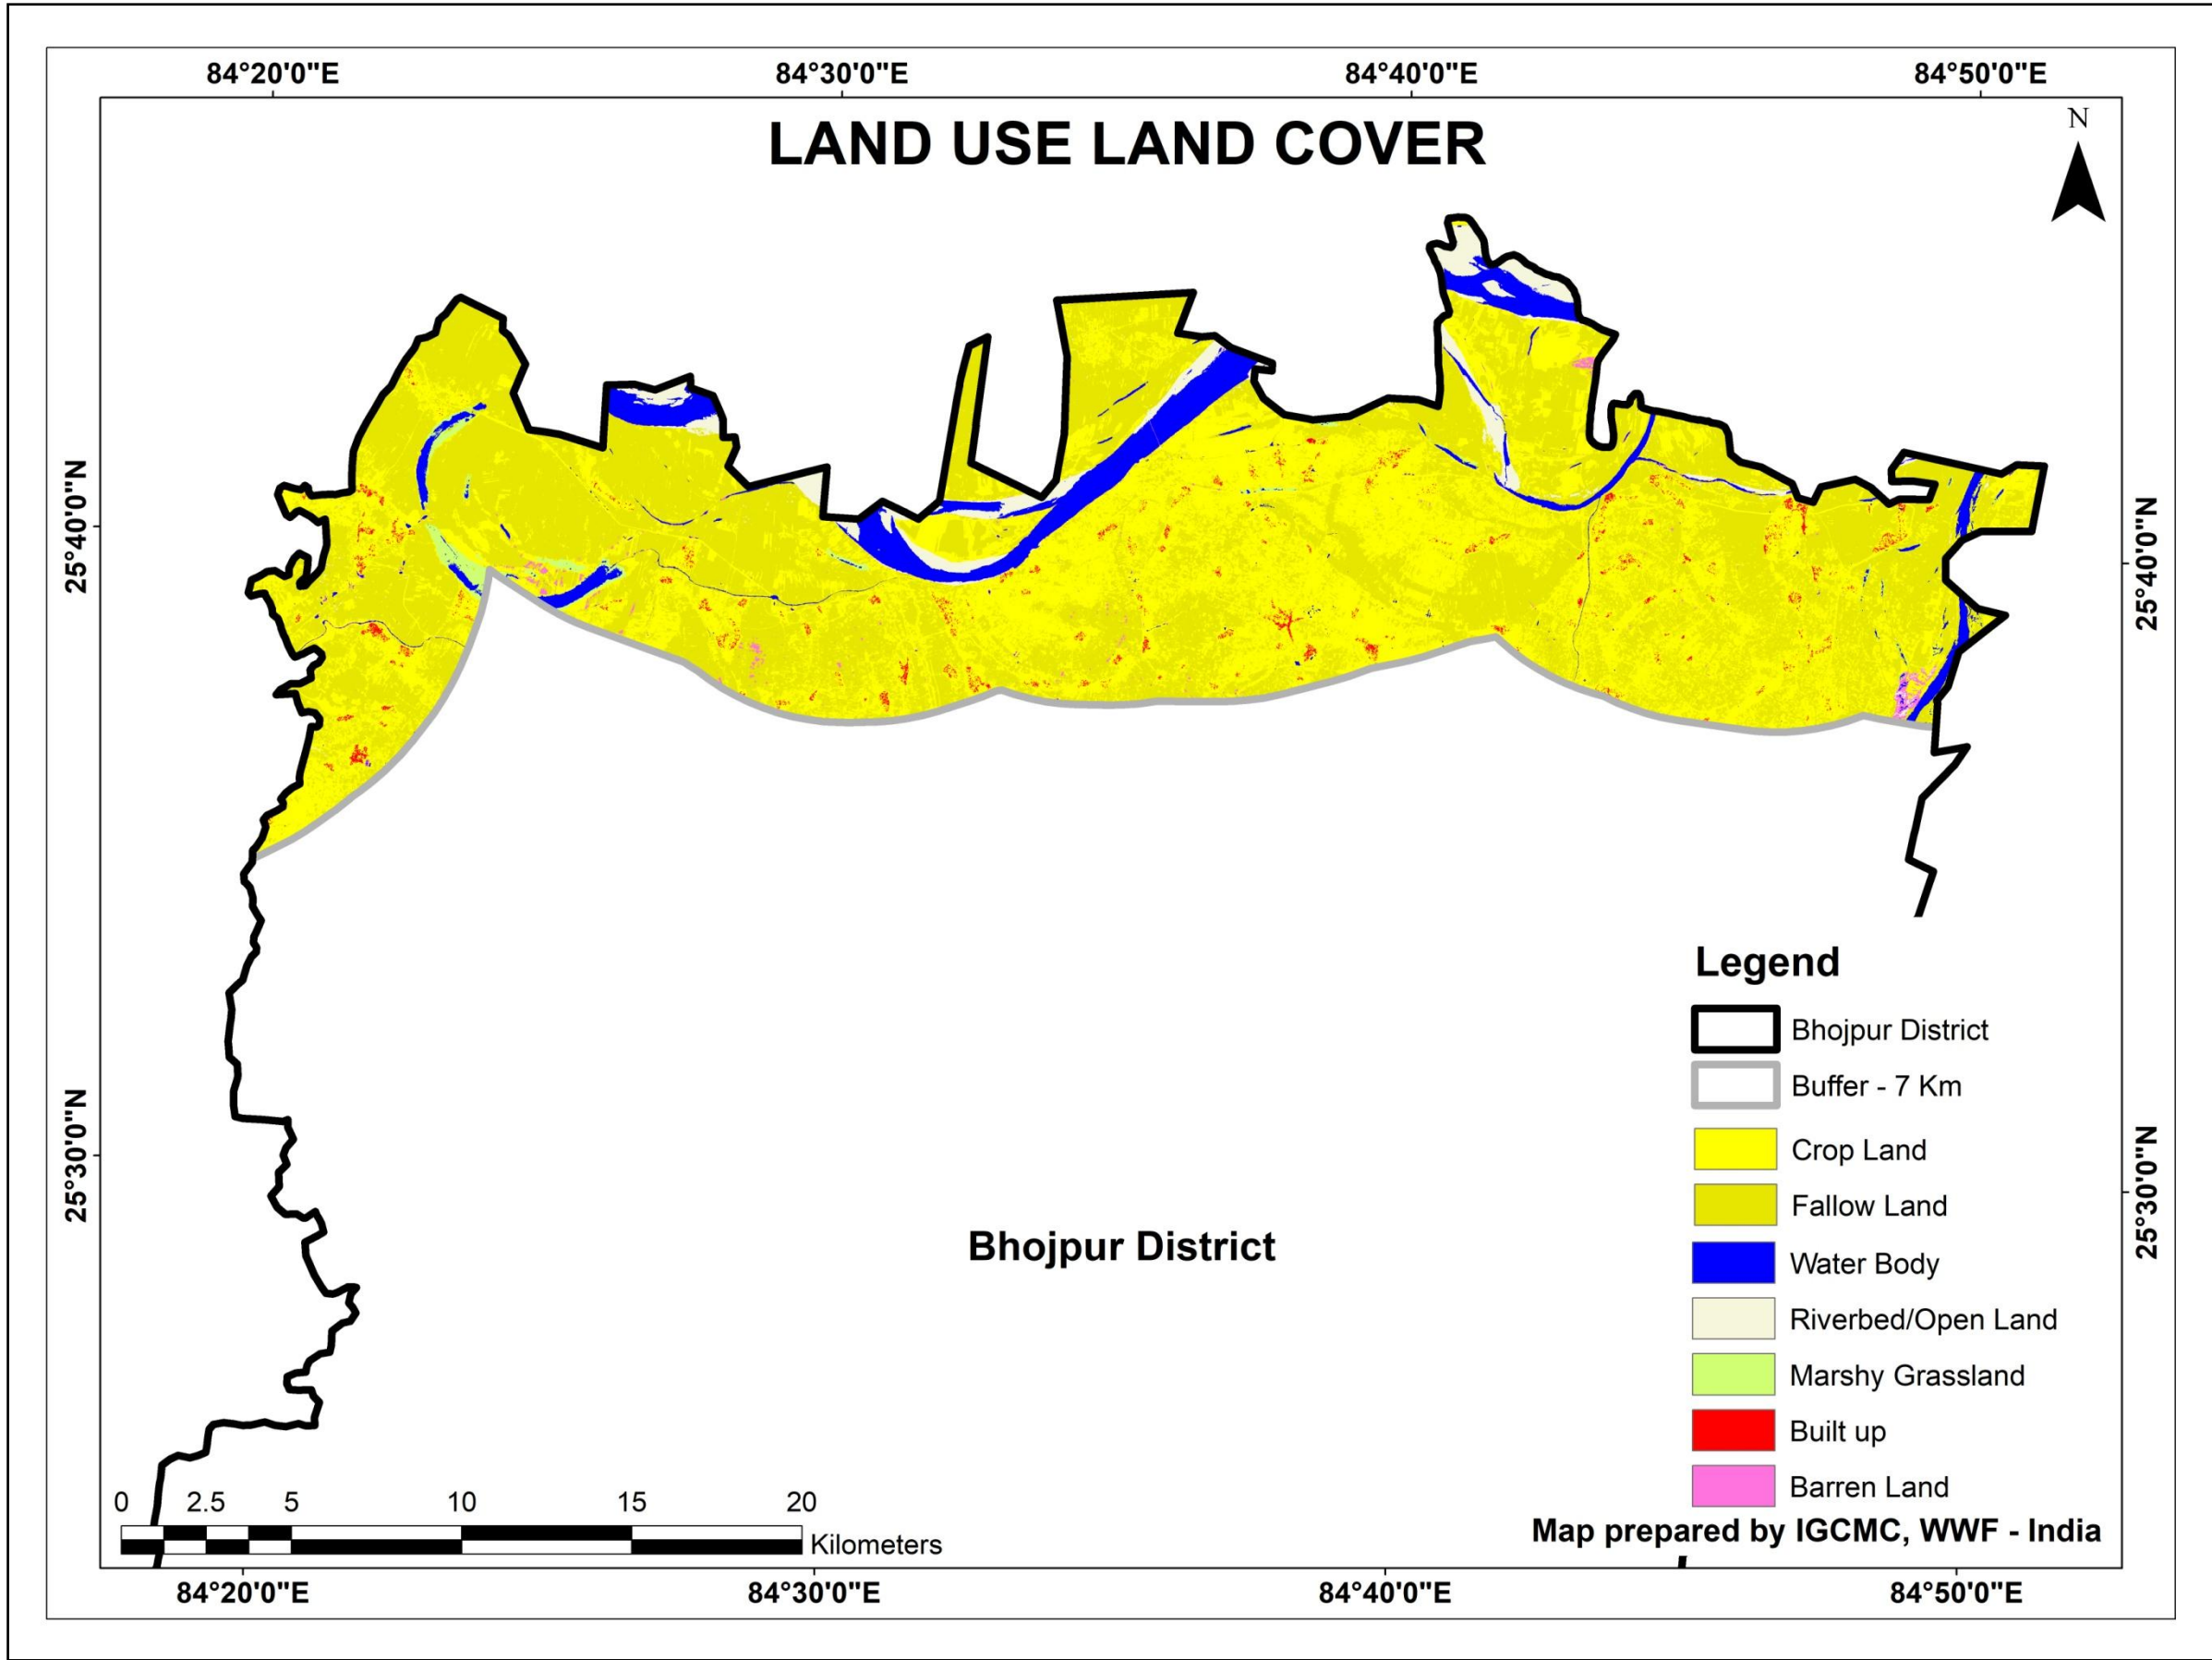 84°20'0"E
84°30'0"E
84°40'0"E
84°50'0"E
LAND USE LAND COVER
N
25°40'0"N
25°40'0"N
25°30'0"N
25°30'0"N
Bhojpur District
Legend
Bhojpur District
Buffer - 7 Km
Crop Land
Fallow Land
Water Body
Riverbed/Open Land
Marshy Grassland
Built up
Barren Land
Map prepared by IGCMC, WWF - India
0 2.5 5 10 15 20
Kilometers
84°20'0"E
84°30'0"E
84°40'0"E
84°50'0"E